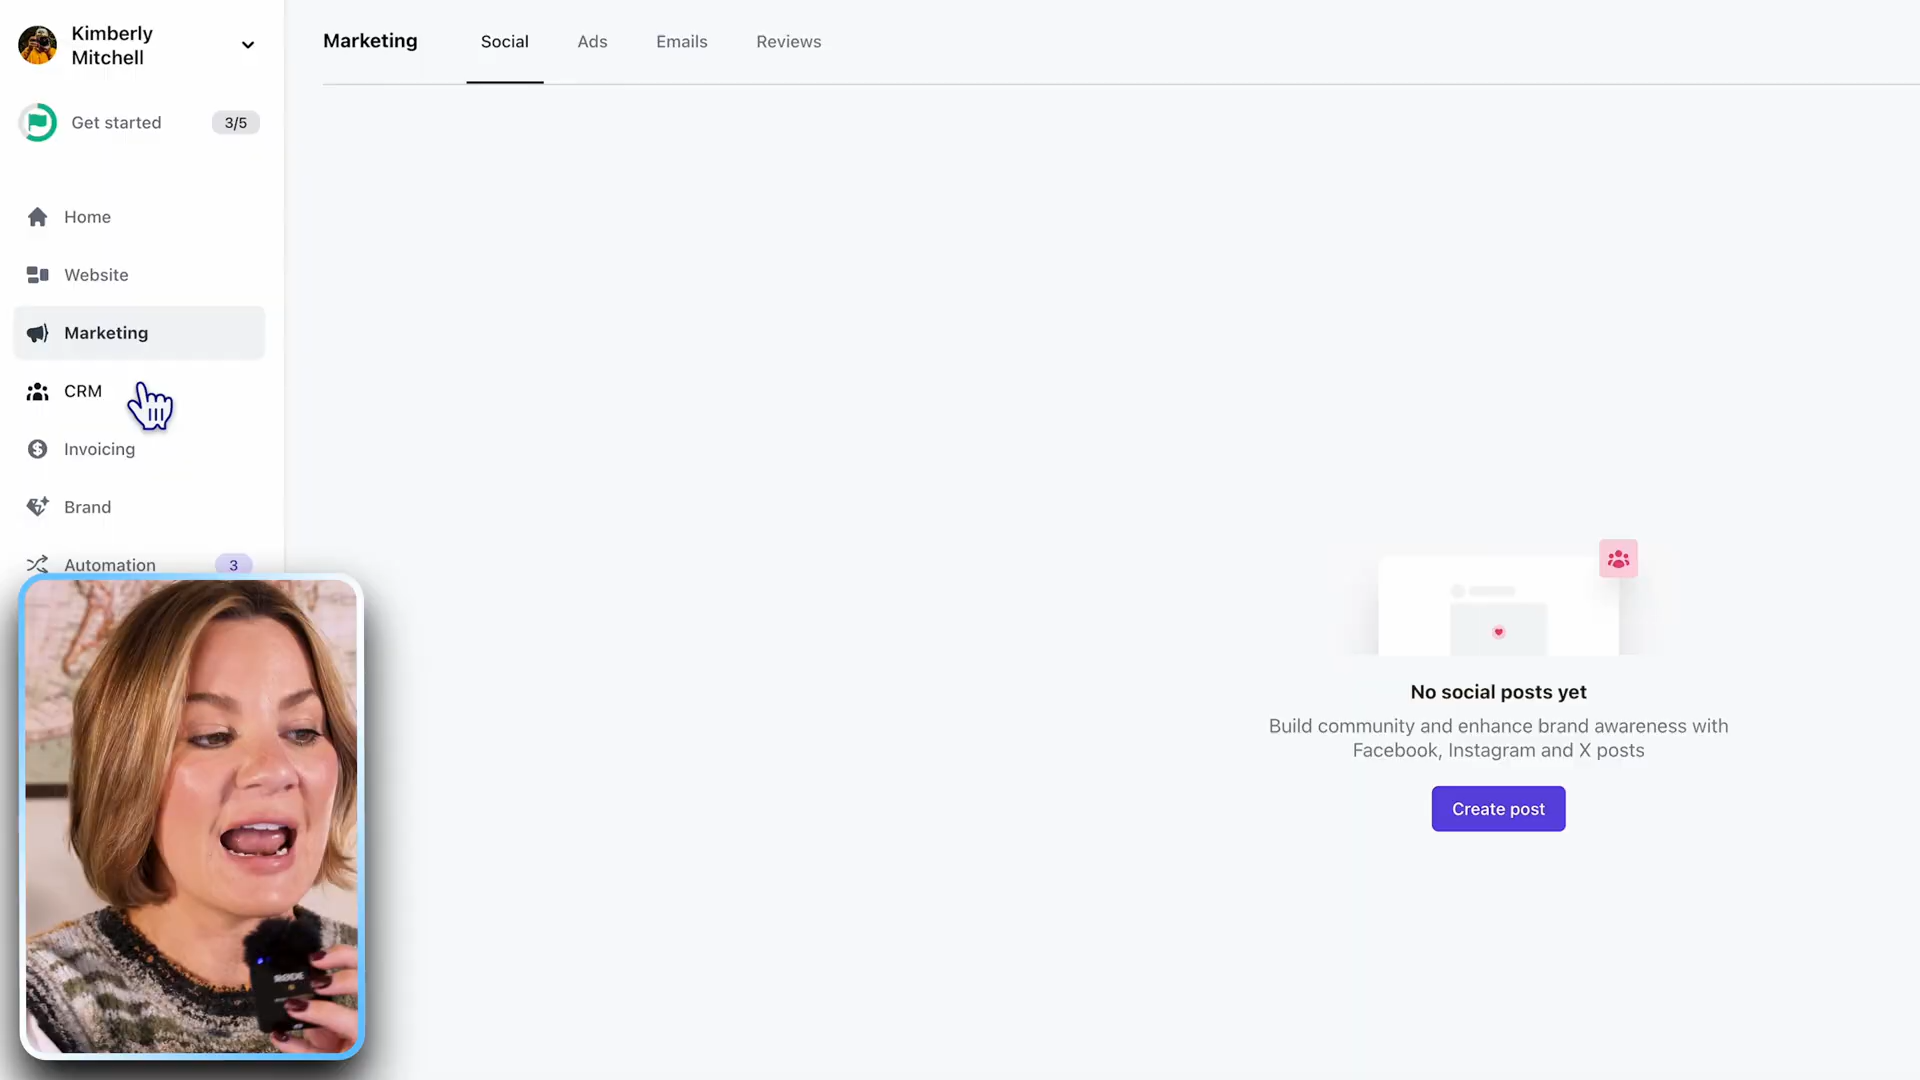 Kimberly
Mitchell
Get started
3/5
Home
Website
Marketing
CRM
Invoicing
Brand
Automation
3
Marketing
Social
Ads
Emails
Reviews
No social posts yet
Build community and enhance brand awareness with
Facebook, Instagram and X posts
Create post
RØDE